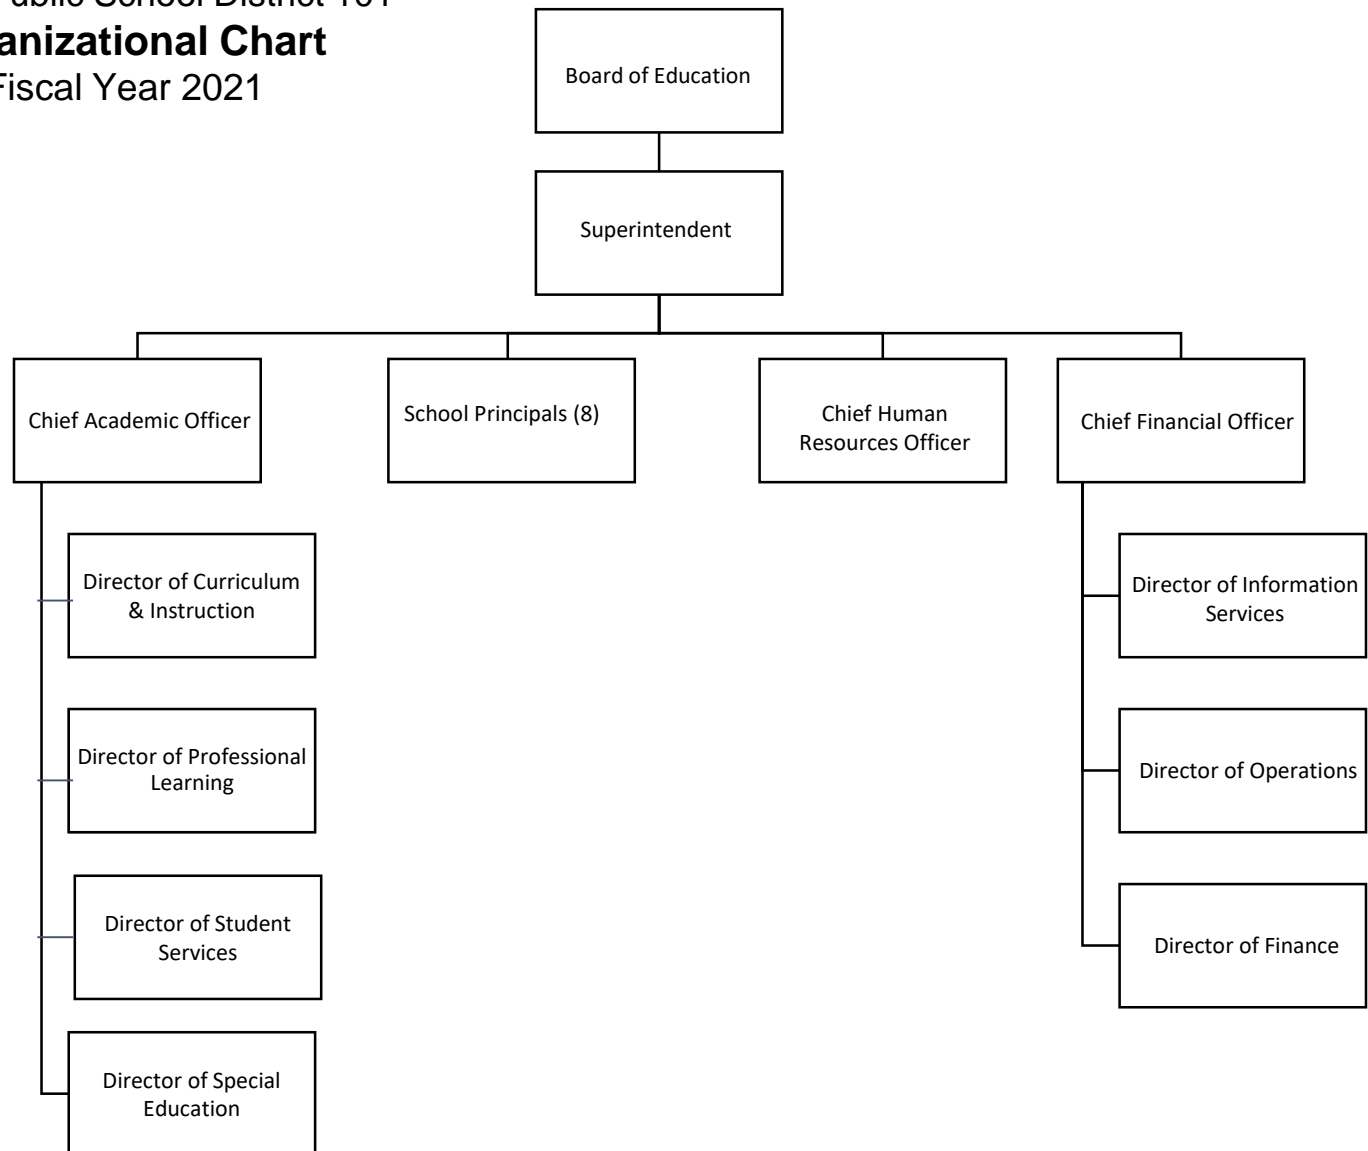 School District
anizational Chart
Fiscal Year 2021
Board of Education
Superintendent
Chief Academic Officer
School Principals (8)
Chief Human
Resources Officer
Chief Financial Officer
Director of Curriculum
& Instruction
Director of Information
Services
Director of Professional
Learning
Director of Operations
Director of Student
Services
Director of Finance
Director of Special
Education